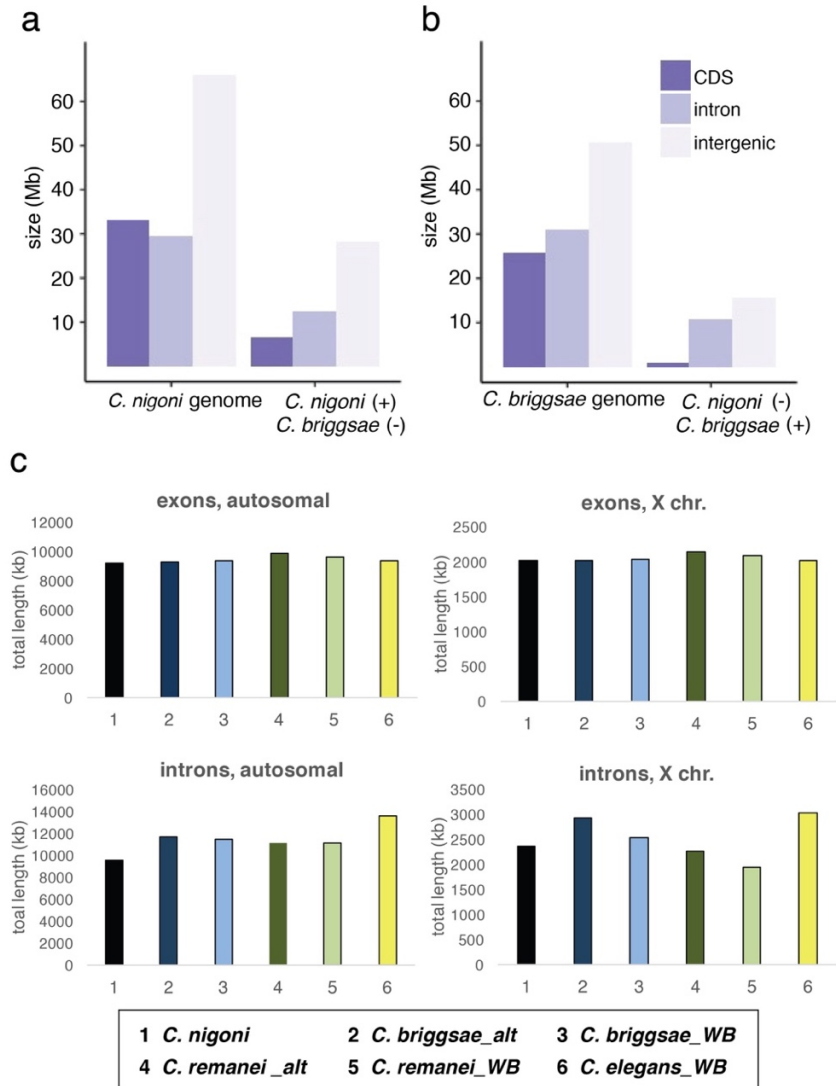 a
size (Mb)
60
50
40
30
20
10
C. nigoni genome
C. nigoni (+)
C. briggsae (-)
b
size (Mb)
60
50
40
30
20
10
CDS
intron
intergenic
C. briggsae genome
C. nigoni (-)
C. briggsae (+)
c
exons, autosomal
total length (kb)
12000
10000
8000
6000
4000
2000
0
1 2 3 4 5 6
exons, X chr.
total length (kb)
2500
2000
1500
1000
500
0
1 2 3 4 5 6
introns, autosomal
toal length (kb)
16000
14000
12000
10000
8000
6000
4000
2000
0
1 2 3 4 5 6
introns, X chr.
total length (kb)
3500
3000
2500
2000
1500
1000
500
0
1 2 3 4 5 6
1 C. nigoni 2 C. briggsae_alt 3 C. briggsae_WB
4 C. remanei _alt 5 C. remanei_WB 6 C. elegans_WB